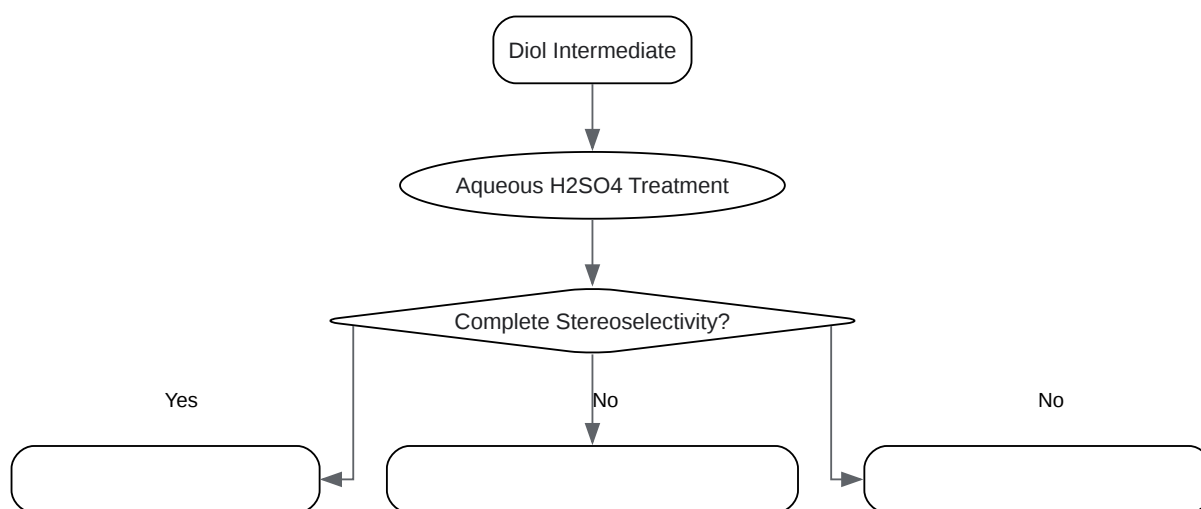 Diol Intermediate
Aqueous H2SO4 Treatment
Complete Stereoselectivity?
Yes
No
No